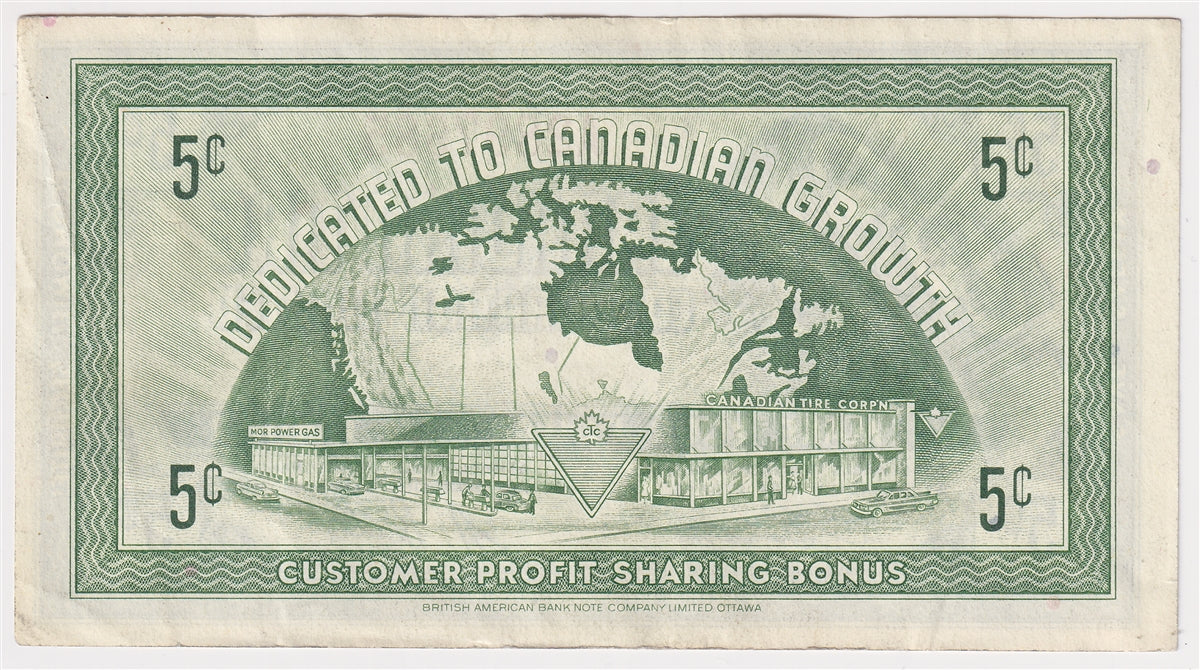 DEDICATED TO CANADIAN GROWTH
5¢ 5¢
CANADIAN TIRE CORP'N
CTC
MOR POWER GAS
5¢ 5¢
CUSTOMER PROFIT SHARING BONUS
BRITISH AMERICAN BANK NOTE COMPANY LIMITED OTTAWA